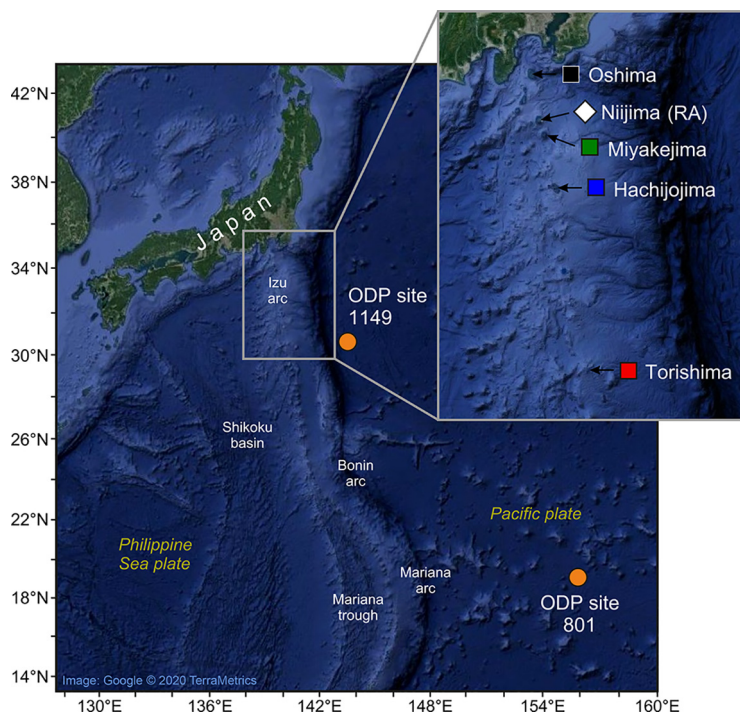 42°N
38°N
34°N
30°N
26°N
22°N
18°N
14°N
130°E
136°E
142°E
148°E
154°E
160°E
Japan
Izu
arc
ODP site
1149
Shikoku
basin
Bonin
arc
Pacific plate
Philippine
Sea plate
Mariana
arc
Mariana
trough
ODP site
801
Image: Google © 2020 TerraMetrics
Oshima
Niijima (RA)
Miyakejima
Hachijojima
Torishima